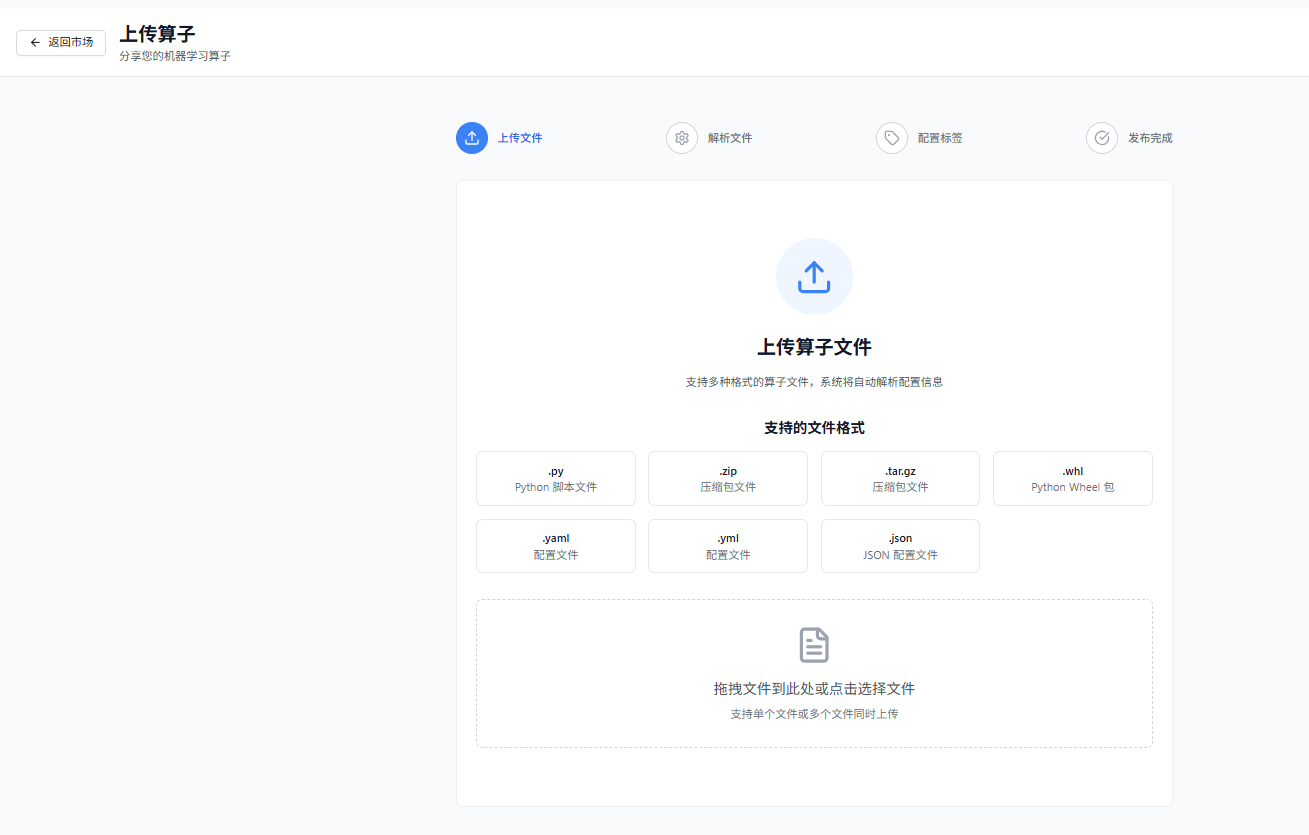 返回市场
上传算子
分享您的机器学习算子
上传文件
解析文件
配置标签
发布完成
上传算子文件
支持多种格式的算子文件，系统将自动解析配置信息
支持的文件格式
.py
Python 脚本文件
.zip
压缩包文件
.tar.gz
压缩包文件
.whl
Python Wheel 包
.yaml
配置文件
.yml
配置文件
.json
JSON 配置文件
拖拽文件到此处或点击选择文件
支持单个文件或多个文件同时上传